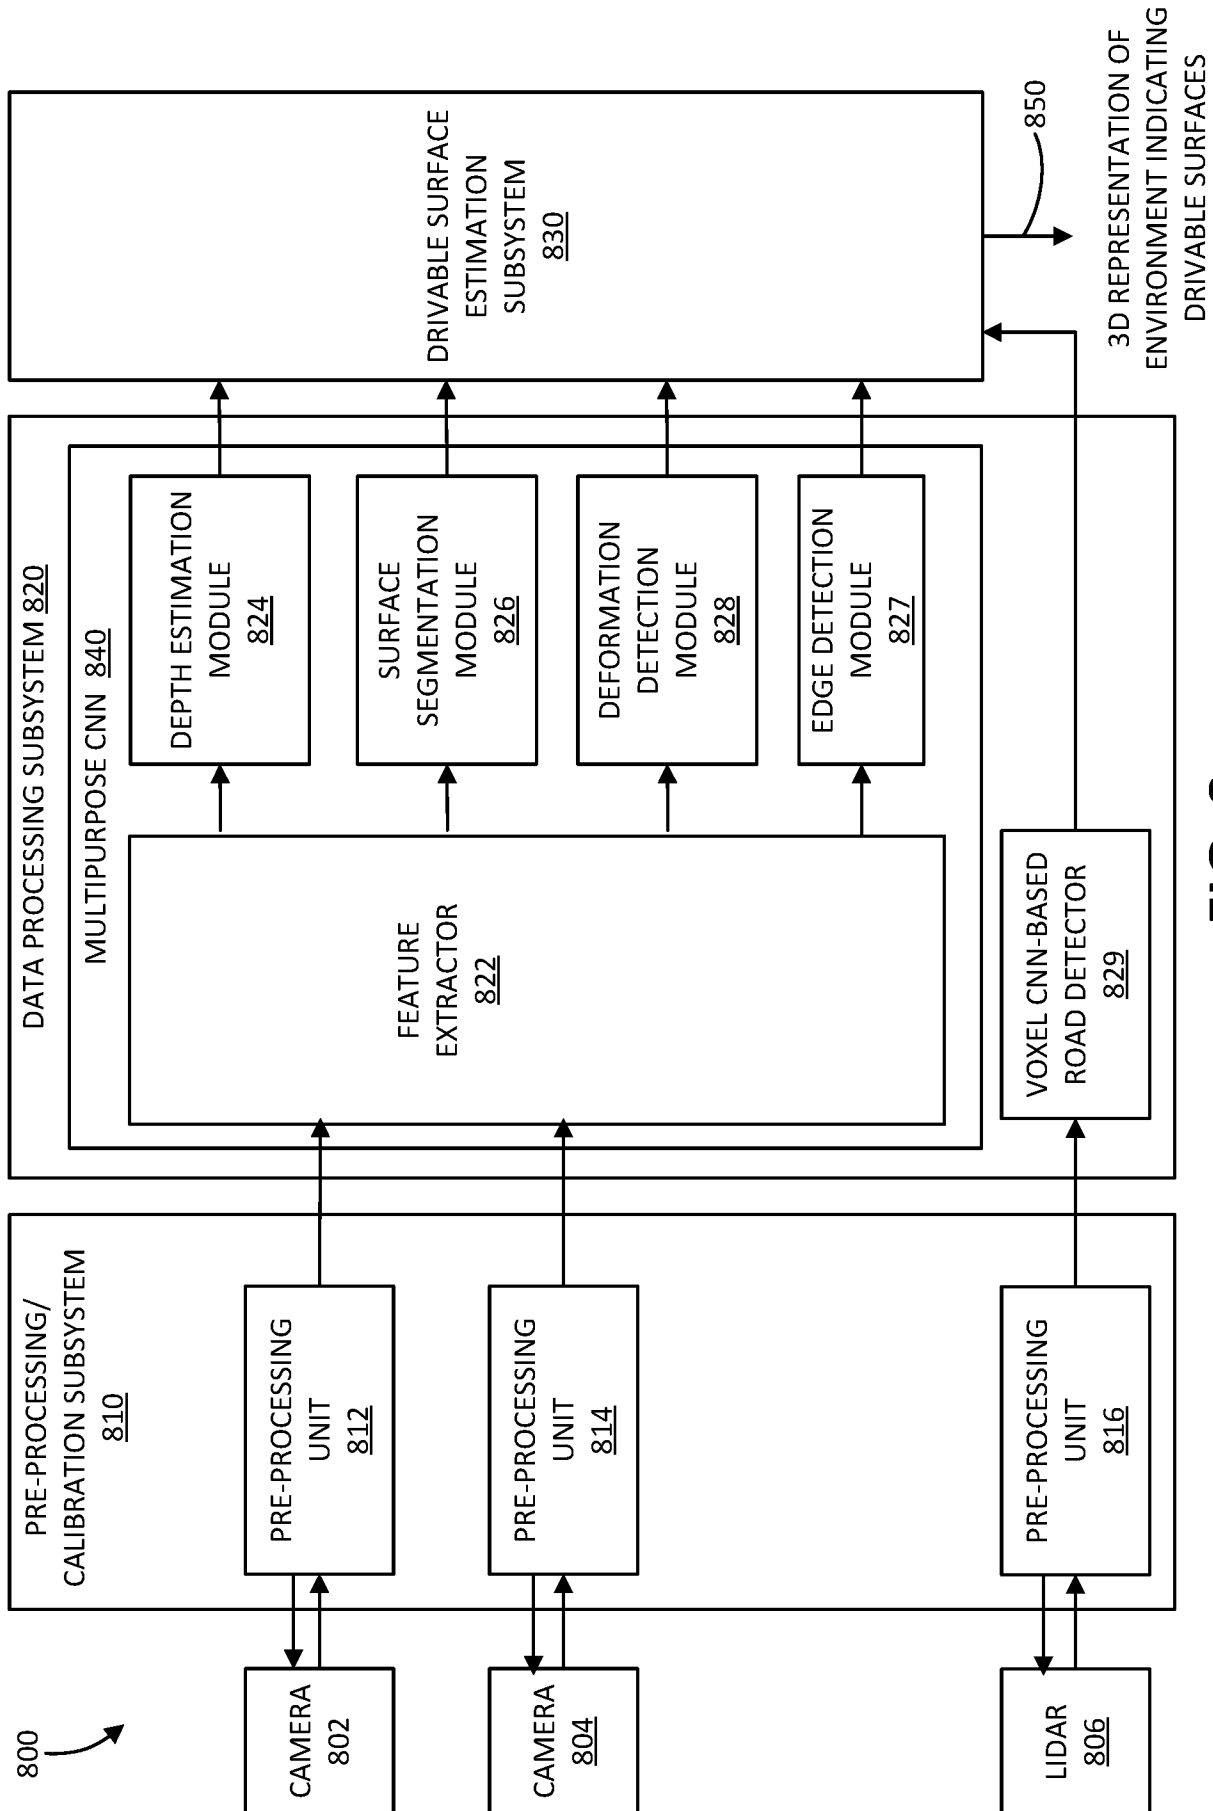 800
CAMERA
802
CAMERA
804
LIDAR
806
PRE-PROCESSING/
CALIBRATION SUBSYSTEM
810
PRE-PROCESSING
UNIT
812
PRE-PROCESSING
UNIT
814
PRE-PROCESSING
UNIT
816
DATA PROCESSING SUBSYSTEM 820
MULTIPURPOSE CNN 840
FEATURE
EXTRACTOR
822
DEPTH ESTIMATION
MODULE
824
SURFACE
SEGMENTATION
MODULE
826
DEFORMATION
DETECTION
MODULE
828
EDGE DETECTION
MODULE
827
VOXEL CNN-BASED
ROAD DETECTOR
829
DRIVABLE SURFACE
ESTIMATION
SUBSYSTEM
830
850
3D REPRESENTATION OF
ENVIRONMENT INDICATING
DRIVABLE SURFACES